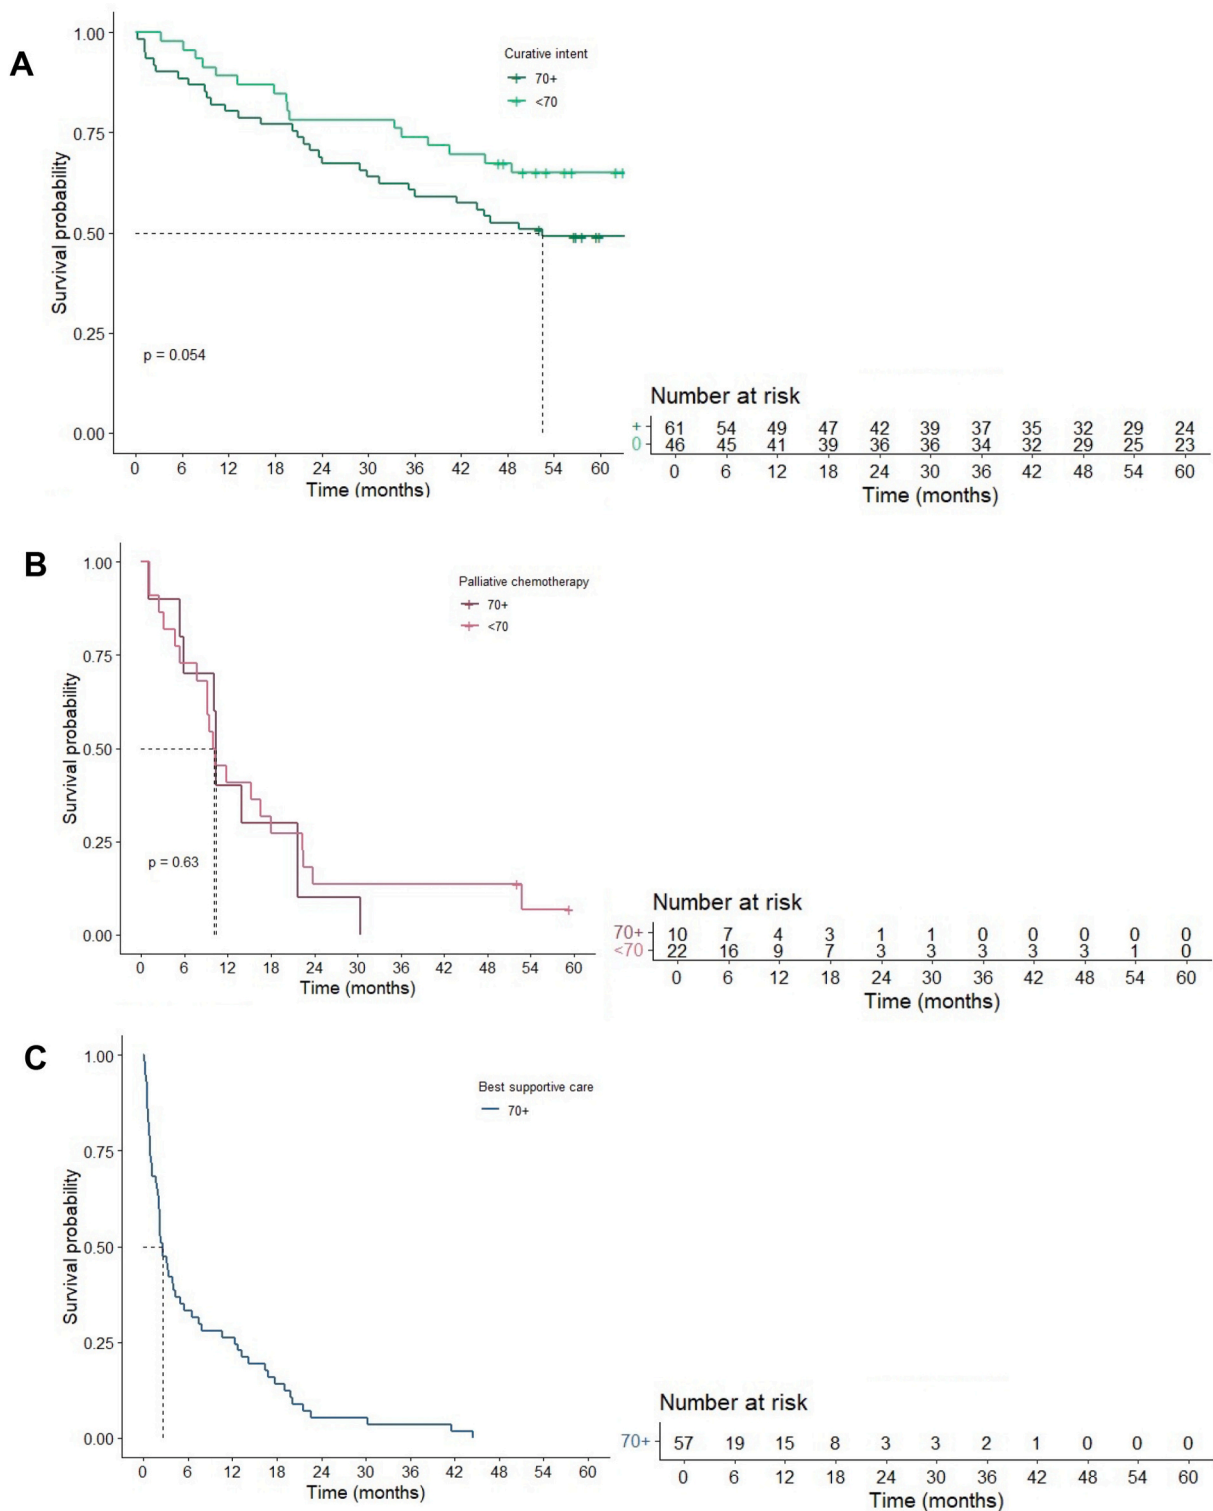 A
Curative intent
70+
<70
1.00
0.75
0.50
0.25
0.00
Survival probability
p = 0.054
0 6 12 18 24 30 36 42 48 54 60
Time (months)
Number at risk
+ 61 54 49 47 42 39 37 35 32 29 24
0 46 45 41 39 36 36 34 32 29 25 23
0 6 12 18 24 30 36 42 48 54 60
Time (months)
B
Palliative chemotherapy
70+
<70
1.00
0.75
0.50
0.25
0.00
Survival probability
p = 0.63
0 6 12 18 24 30 36 42 48 54 60
Time (months)
Number at risk
70+ 10 7 4 3 1 1 0 0 0 0 0
<70 22 16 9 7 3 3 3 3 3 1 0
0 6 12 18 24 30 36 42 48 54 60
Time (months)
C
Best supportive care
70+
1.00
0.75
0.50
0.25
0.00
Survival probability
0 6 12 18 24 30 36 42 48 54 60
Time (months)
Number at risk
70+ 57 19 15 8 3 3 2 1 0 0 0
0 6 12 18 24 30 36 42 48 54 60
Time (months)